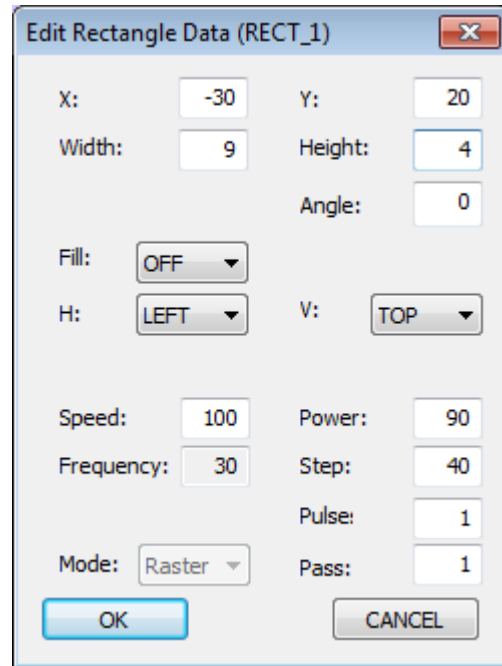 Edit Rectangle Data (RECT_1)
X: -30 Y: 20
Width: 9 Height: 4
Angle: 0
Fill: OFF
H: LEFT V: TOP
Speed: 100 Power: 90
Frequency: 30 Step: 40
Pulse: 1
Mode: Raster Pass: 1
OK CANCEL